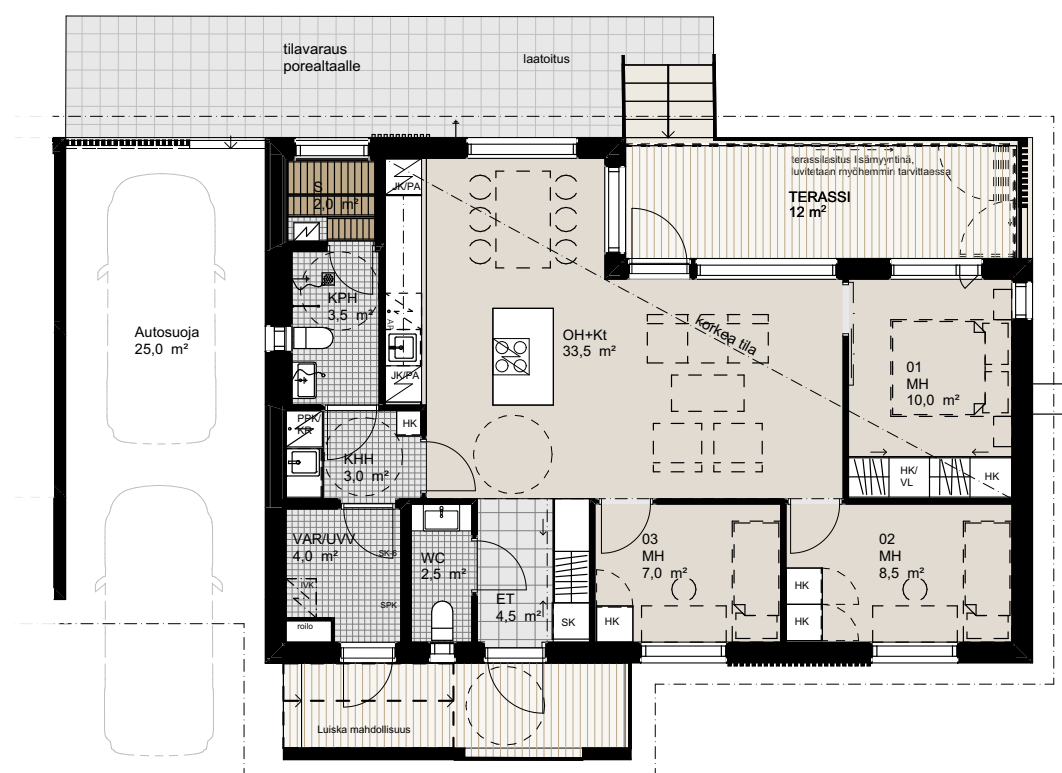 tilavaraus
porealtaalle
laatoitus
terassilasitus lisämyyntinä,
luvitetaan myöhemmin tarvittaessa
TERASSI
12 m²
S
2,0 m²
JK/PA
KPH
3,5 m²
AP
JK/PA
Autosuoja
25,0 m²
OH+Kt
33,5 m²
korkea tila
01
MH
10,0 m²
PPK/
KR
HK
KHH
3,0 m²
HK/
VL
HK
VAR/UVV
4,0 m²
SK-6
IVK
SPK
roilo
WC
2,5 m²
ET
4,5 m²
SK
HK
03
MH
7,0 m²
02
MH
8,5 m²
HK
HK
Luiska mahdollisuus